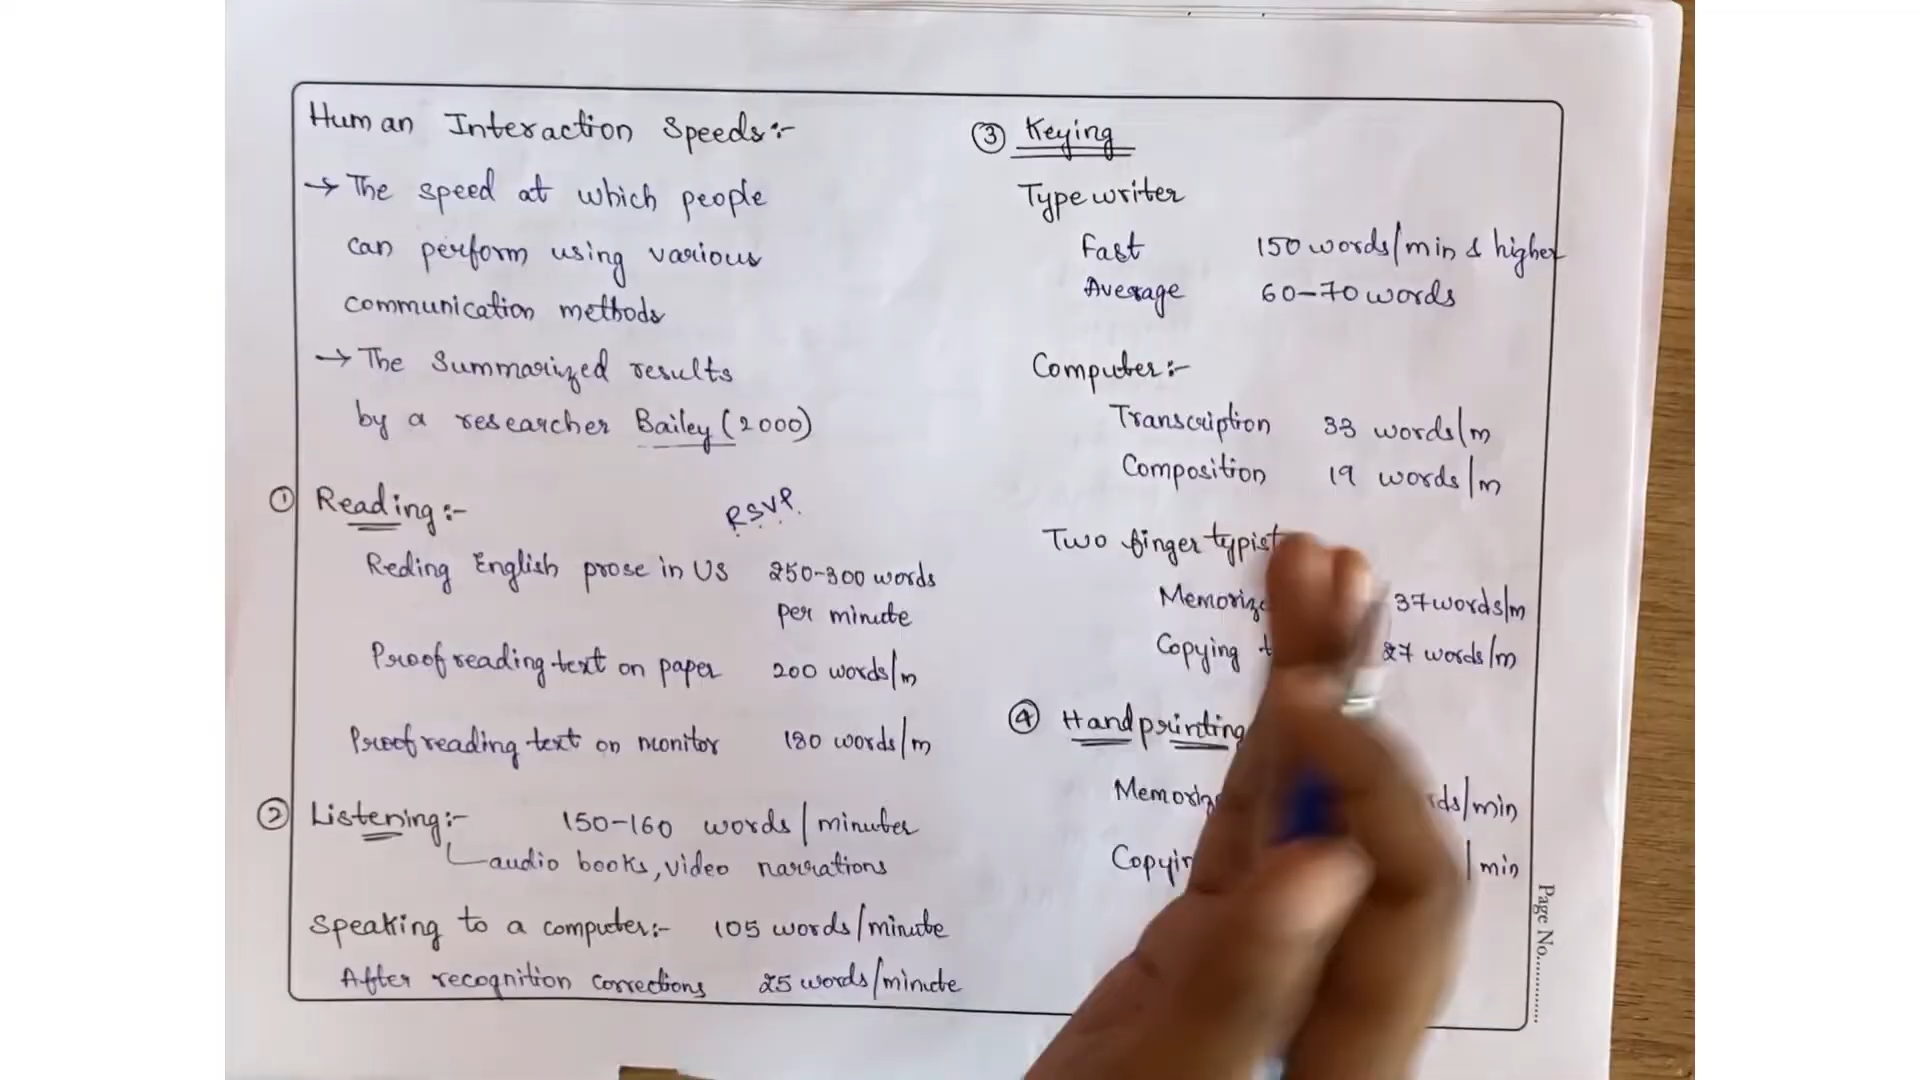 Human Interaction Speeds:-
→ The speed at which people
can perform using various
communication methods
→ The Summarized results
by a researcher Bailey (2000)
① Reading:-
RSVP
Reding English prose in US 250-300 words
per minute
Proof reading text on paper 200 words/m
Proof reading text on monitor 180 words/m
② Listening:- 150-160 words/minuter
audio books, video narrations
Speaking to a computer:- 105 words/minute
After recognition corrections 25 words/minute
③ Keying
Typewriter
Fast 150 words/min & higher
Average 60-70 words
Computer:-
Transcription 33 words/m
Composition 19 words/m
Two finger typist
37 words/m
Copying 27 words/m
④ Handprinting
/min
/min
Page No.